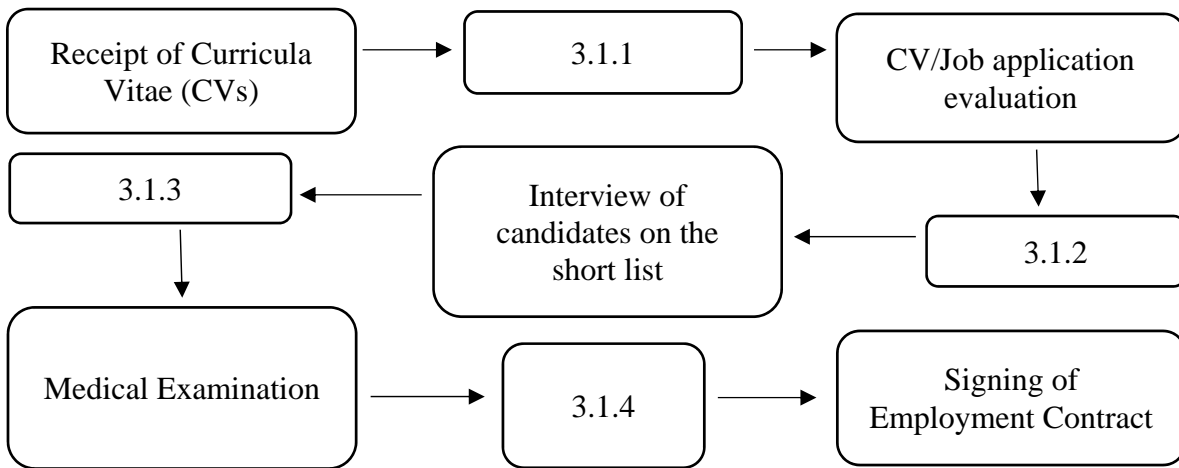 Receipt of Curricula
Vitae (CVs)
3.1.1
CV/Job application
evaluation
3.1.3
Interview of
candidates on the
short list
3.1.2
Medical Examination
3.1.4
Signing of
Employment Contract